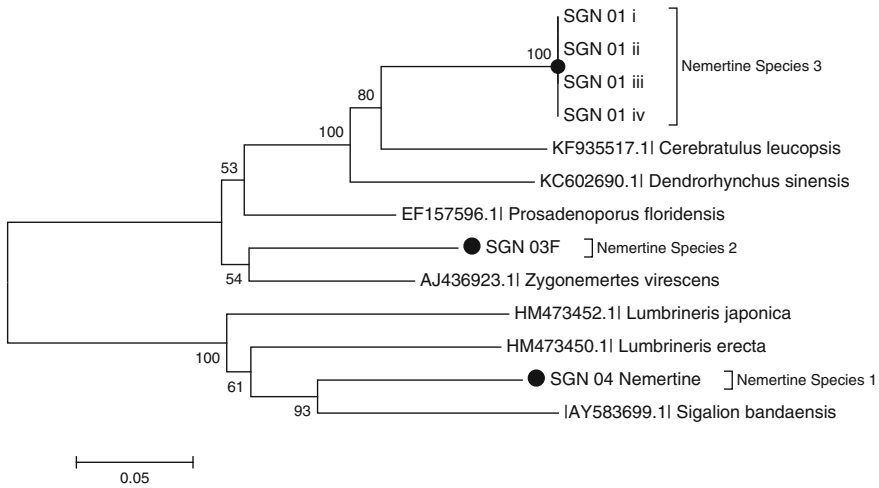 SGN 01 i
SGN 01 ii
100
Nemertine Species 3
SGN 01 iii
80
SGN 01 iv
100
KF935517.1| Cerebratulus leucopsis
53
KC602690.1| Dendrorhynchus sinensis
EF157596.1| Prosadenoporus floridensis
SGN 03F
Nemertine Species 2
54
AJ436923.1| Zygonemertes virescens
HM473452.1| Lumbrineris japonica
100
HM473450.1| Lumbrineris erecta
61
SGN 04 Nemertine
Nemertine Species 1
93
|AY583699.1| Sigalion bandaensis
0.05